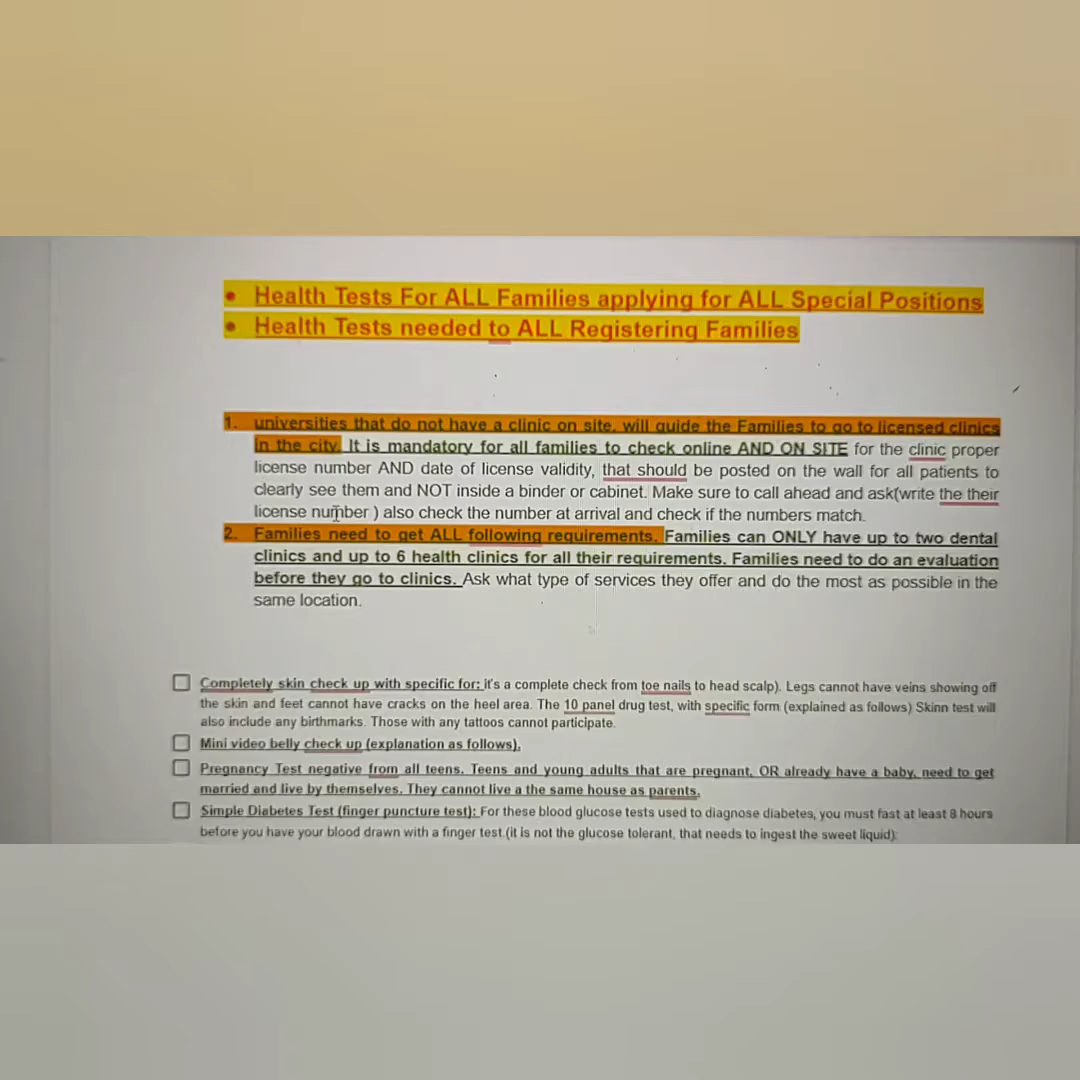 • Health Tests For ALL Families applying for ALL Special Positions
• Health Tests needed to ALL Registering Families
1. universities that do not have a clinic on site, will guide the Families to go to licensed clinics
in the city. It is mandatory for all families to check online AND ON SITE for the clinic proper
license number AND date of license validity, that should be posted on the wall for all patients to
clearly see them and NOT inside a binder or cabinet. Make sure to call ahead and ask(write the their
license number ) also check the number at arrival and check if the numbers match.
2. Families need to get ALL following requirements. Families can ONLY have up to two dental
clinics and up to 6 health clinics for all their requirements. Families need to do an evaluation
before they go to clinics. Ask what type of services they offer and do the most as possible in the
same location.
Completely skin check up with specific for: it's a complete check from toe nails to head scalp). Legs cannot have veins showing off
the skin and feet cannot have cracks on the heel area. The 10 panel drug test, with specific form (explained as follows) Skinn test will
also include any birthmarks. Those with any tattoos cannot participate.
Mini video belly check up (explanation as follows).
Pregnancy Test negative from all teens. Teens and young adults that are pregnant, OR already have a baby, need to get
married and live by themselves. They cannot live a the same house as parents.
Simple Diabetes Test (finger puncture test): For these blood glucose tests used to diagnose diabetes, you must fast at least 8 hours
before you have your blood drawn with a finger test.(it is not the glucose tolerant, that needs to ingest the sweet liquid):